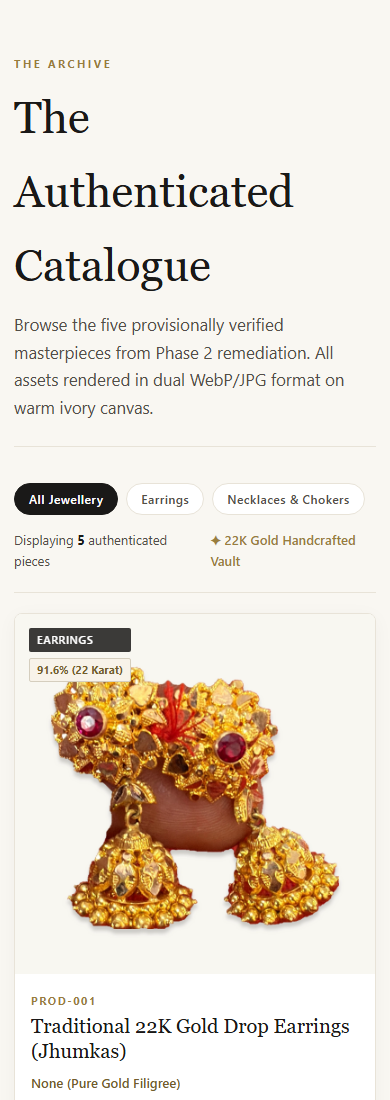 THE ARCHIVE
The
Authenticated
Catalogue
Browse the five provisionally verified
masterpieces from Phase 2 remediation. All
assets rendered in dual WebP/JPG format on
warm ivory canvas.
All Jewellery
Earrings
Necklaces & Chokers
Displaying 5 authenticated
pieces
✦ 22K Gold Handcrafted
Vault
EARRINGS
91.6% (22 Karat)
PROD-001
Traditional 22K Gold Drop Earrings
(Jhumkas)
None (Pure Gold Filigree)